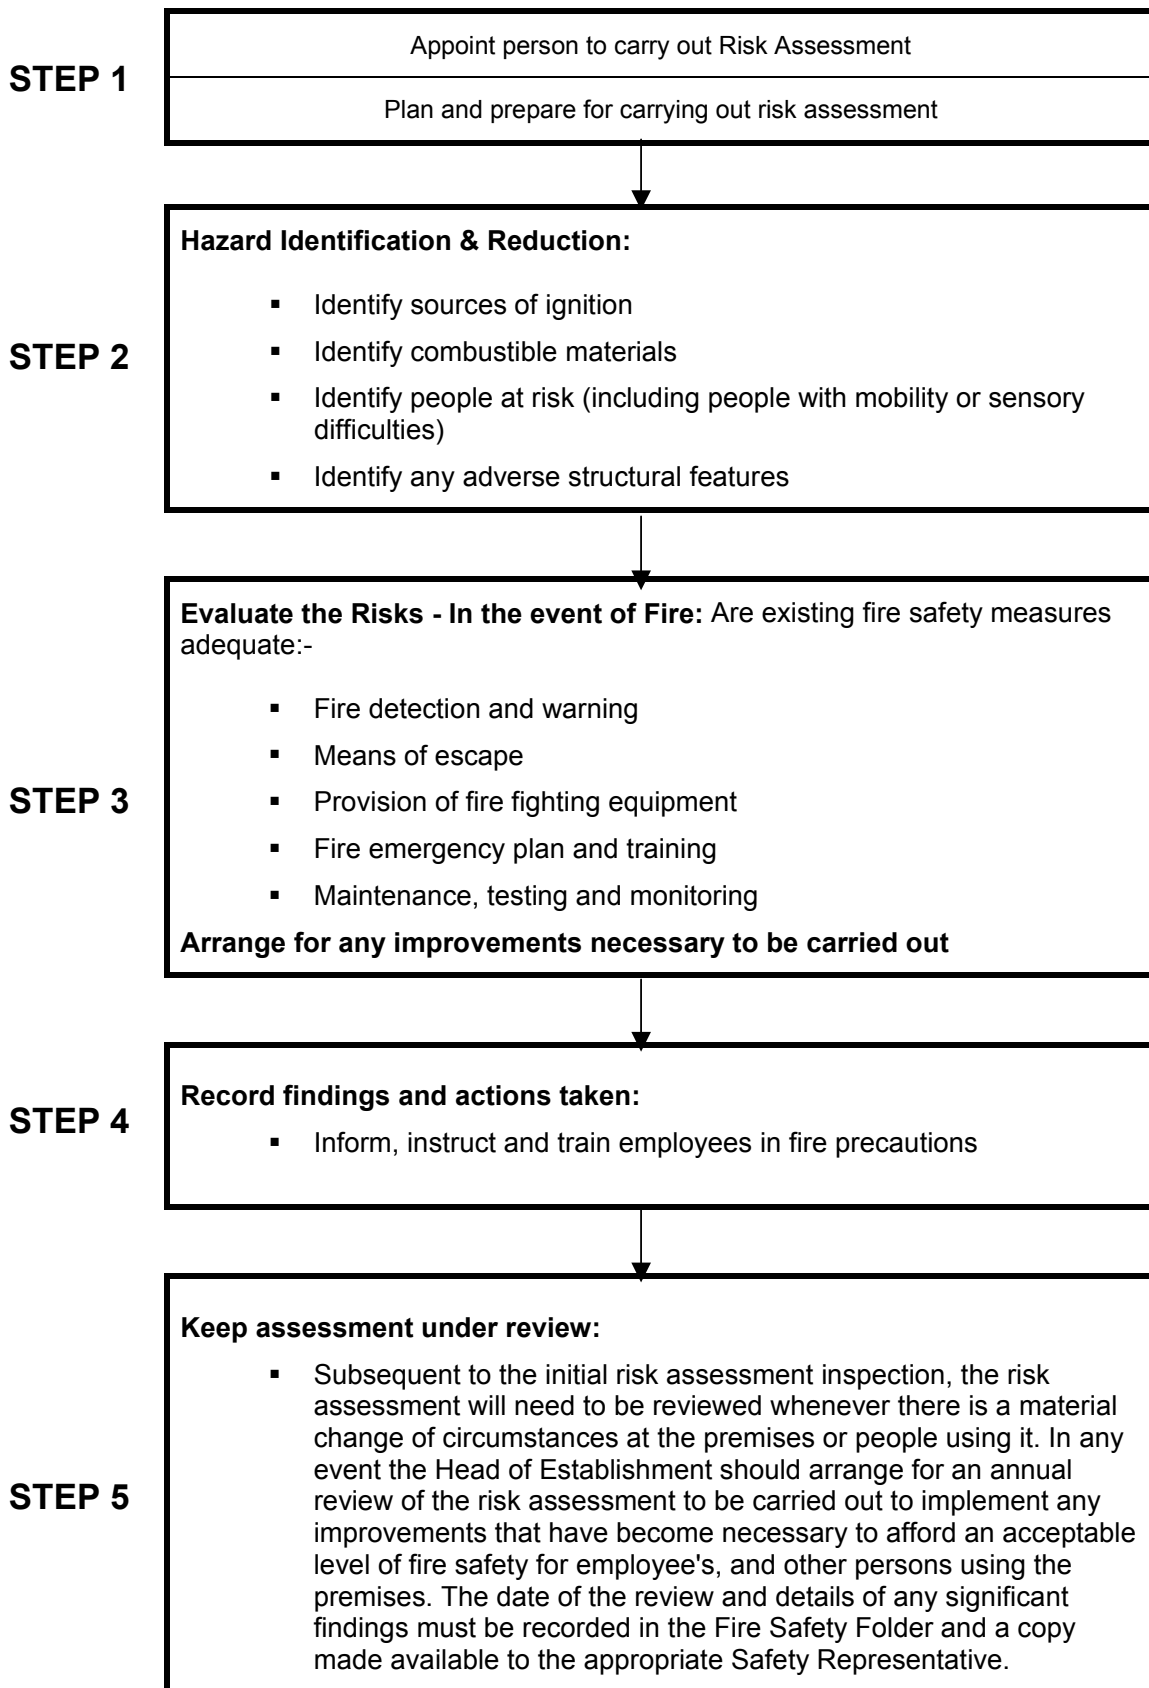 STEP 1
Appoint person to carry out Risk Assessment
Plan and prepare for carrying out risk assessment
STEP 2
Hazard Identification & Reduction:
▪ Identify sources of ignition
▪ Identify combustible materials
▪ Identify people at risk (including people with mobility or sensory
difficulties)
▪ Identify any adverse structural features
STEP 3
Evaluate the Risks - In the event of Fire: Are existing fire safety measures
adequate:-
▪ Fire detection and warning
▪ Means of escape
▪ Provision of fire fighting equipment
▪ Fire emergency plan and training
▪ Maintenance, testing and monitoring
Arrange for any improvements necessary to be carried out
STEP 4
Record findings and actions taken:
▪ Inform, instruct and train employees in fire precautions
STEP 5
Keep assessment under review:
▪ Subsequent to the initial risk assessment inspection, the risk
assessment will need to be reviewed whenever there is a material
change of circumstances at the premises or people using it. In any
event the Head of Establishment should arrange for an annual
review of the risk assessment to be carried out to implement any
improvements that have become necessary to afford an acceptable
level of fire safety for employee's, and other persons using the
premises. The date of the review and details of any significant
findings must be recorded in the Fire Safety Folder and a copy
made available to the appropriate Safety Representative.